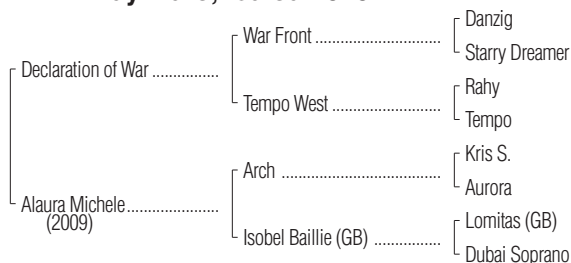 Danzig
War Front
Starry Dreamer
Declaration of War
Rahy
Tempo West
Tempo
Kris S.
Arch
Aurora
Alaura Michele
(2009)
Lomitas (GB)
Isobel Baillie (GB)
Dubai Soprano